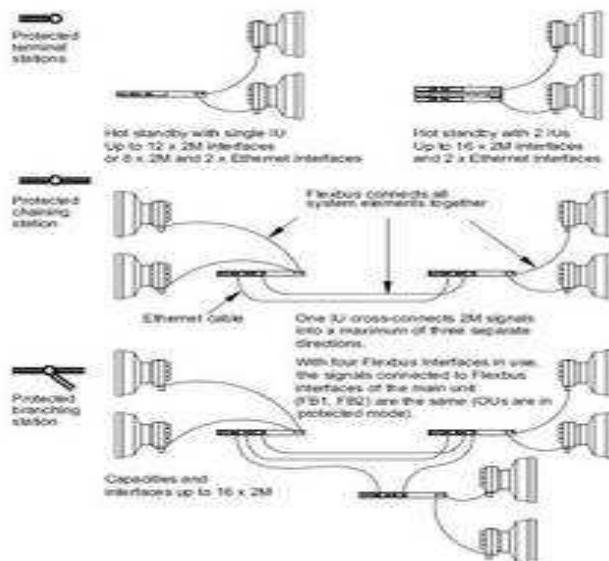 Protected
terminal
stations
Hot standby with single IU
Up to 12 x 2M interfaces
or 8 x 2M and 2 x Ethernet interfaces
Hot standby with 2 IUs
Up to 16 x 2M interfaces
and 2 x Ethernet interfaces
Protected
chaining
station
Flexbus connects all
system elements together
Ethernet cable
One IU cross-connects 2M signals
into a maximum of three separate
directions.
With four Flexbus interfaces in use,
the signals connected to Flexbus
interfaces of the main unit
(FB1, FB2) are the same (OUs are in
protected mode).
Protected
branching
station
Capacities and
interfaces up to 16 x 2M